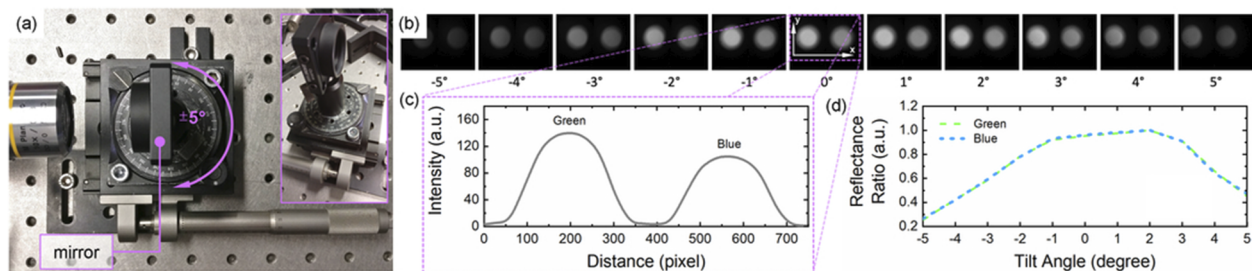 (a)
±5°
mirror
(b)
y
x
-5°
-4°
-3°
-2°
-1°
0°
1°
2°
3°
4°
5°
(c)
Intensity (a.u.)
160
120
80
40
0
Green
Blue
0 100 200 300 400 500 600 700
Distance (pixel)
(d)
Reflectance
Ratio (a.u.)
1.2
1.0
0.8
0.6
0.4
0.2
Green
Blue
-5 -4 -3 -2 -1 0 1 2 3 4 5
Tilt Angle (degree)